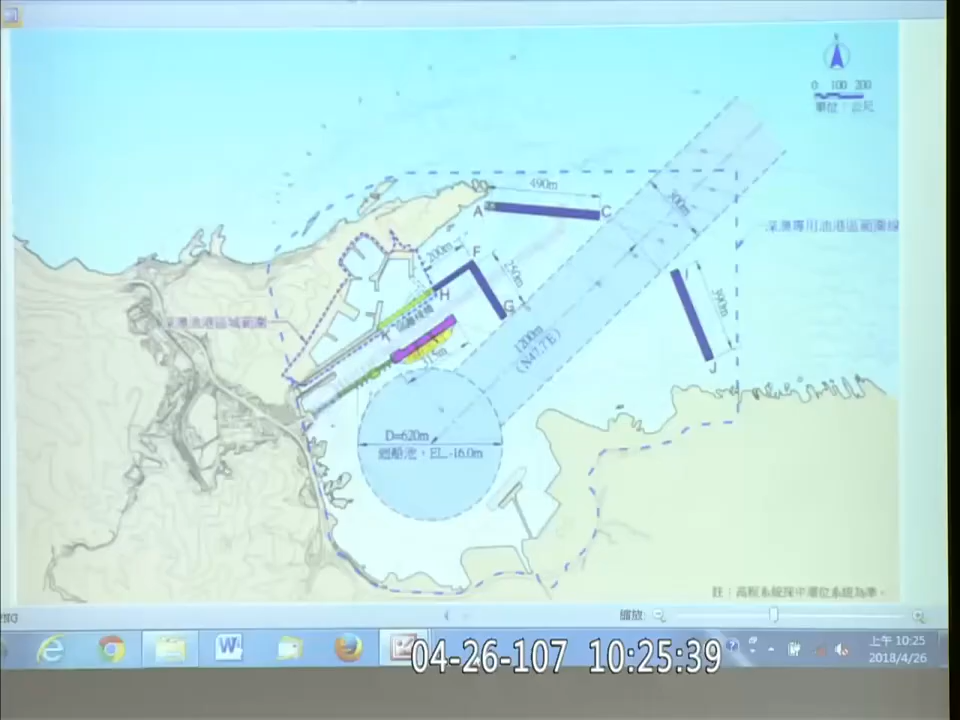 N
0 100 200
單位：公尺
490m
A
C
300m
深澳專用油港區範圍線
200m
F
250m
H
G
390m
J
深澳漁港區域範圍
315m
1200m
(N47.7°E)
D=620m
迴船池，EL.-16.0m
註：高程系統採中潮位系統為準。
縮放:
上午 10:25
2018/4/26
04-26-107 10:25:39